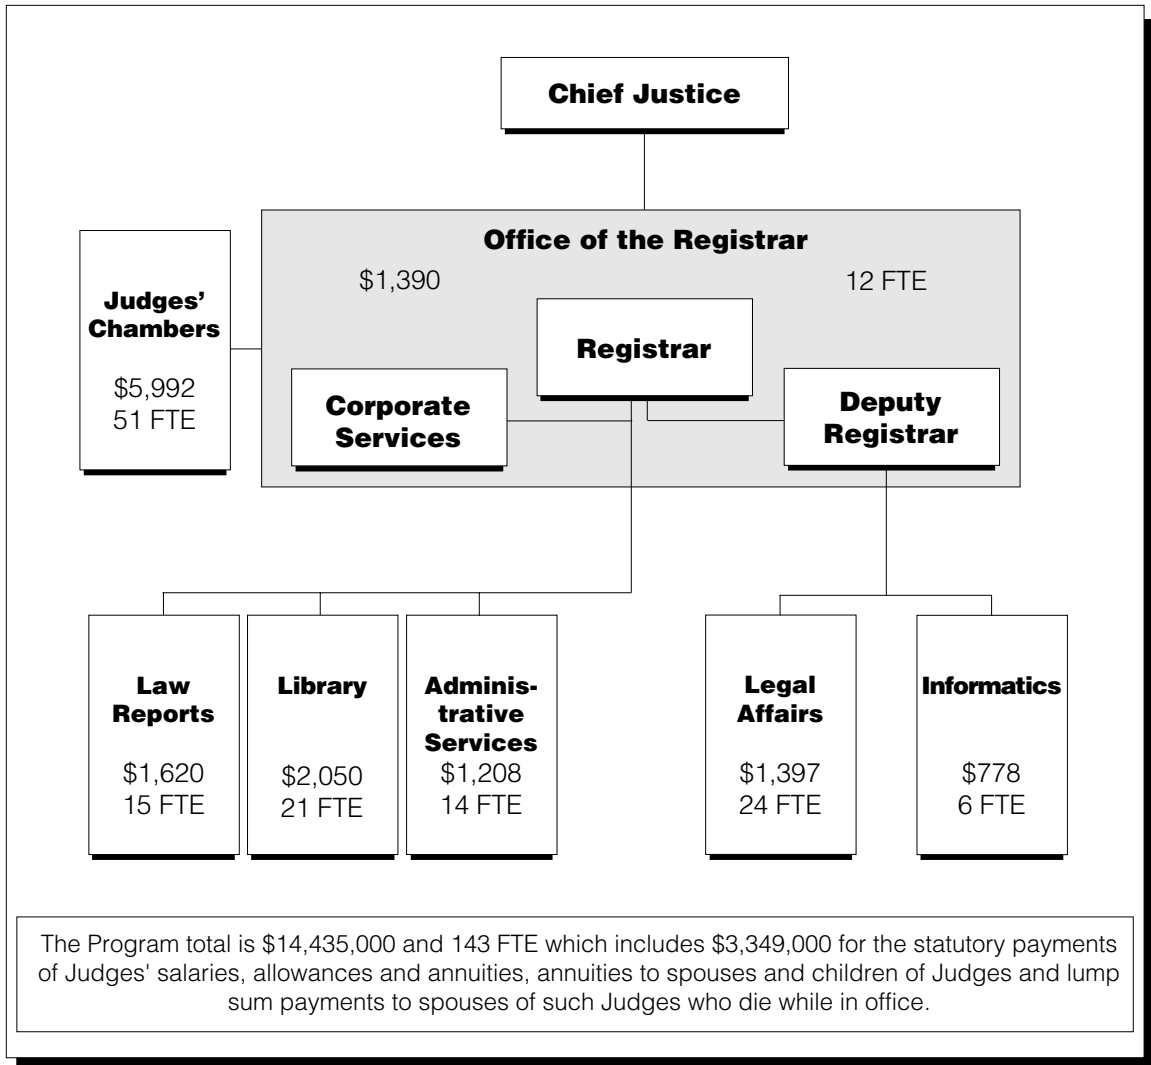 Chief Justice
Office of the Registrar
$1,390
12 FTE
Judges’
Chambers
$5,992
51 FTE
Registrar
Corporate
Services
Deputy
Registrar
Law
Reports
$1,620
15 FTE
Library
$2,050
21 FTE
Adminis-
trative
Services
$1,208
14 FTE
Legal
Affairs
$1,397
24 FTE
Informatics
$778
6 FTE
The Program total is $14,435,000 and 143 FTE which includes $3,349,000 for the statutory payments
of Judges' salaries, allowances and annuities, annuities to spouses and children of Judges and lump
sum payments to spouses of such Judges who die while in office.